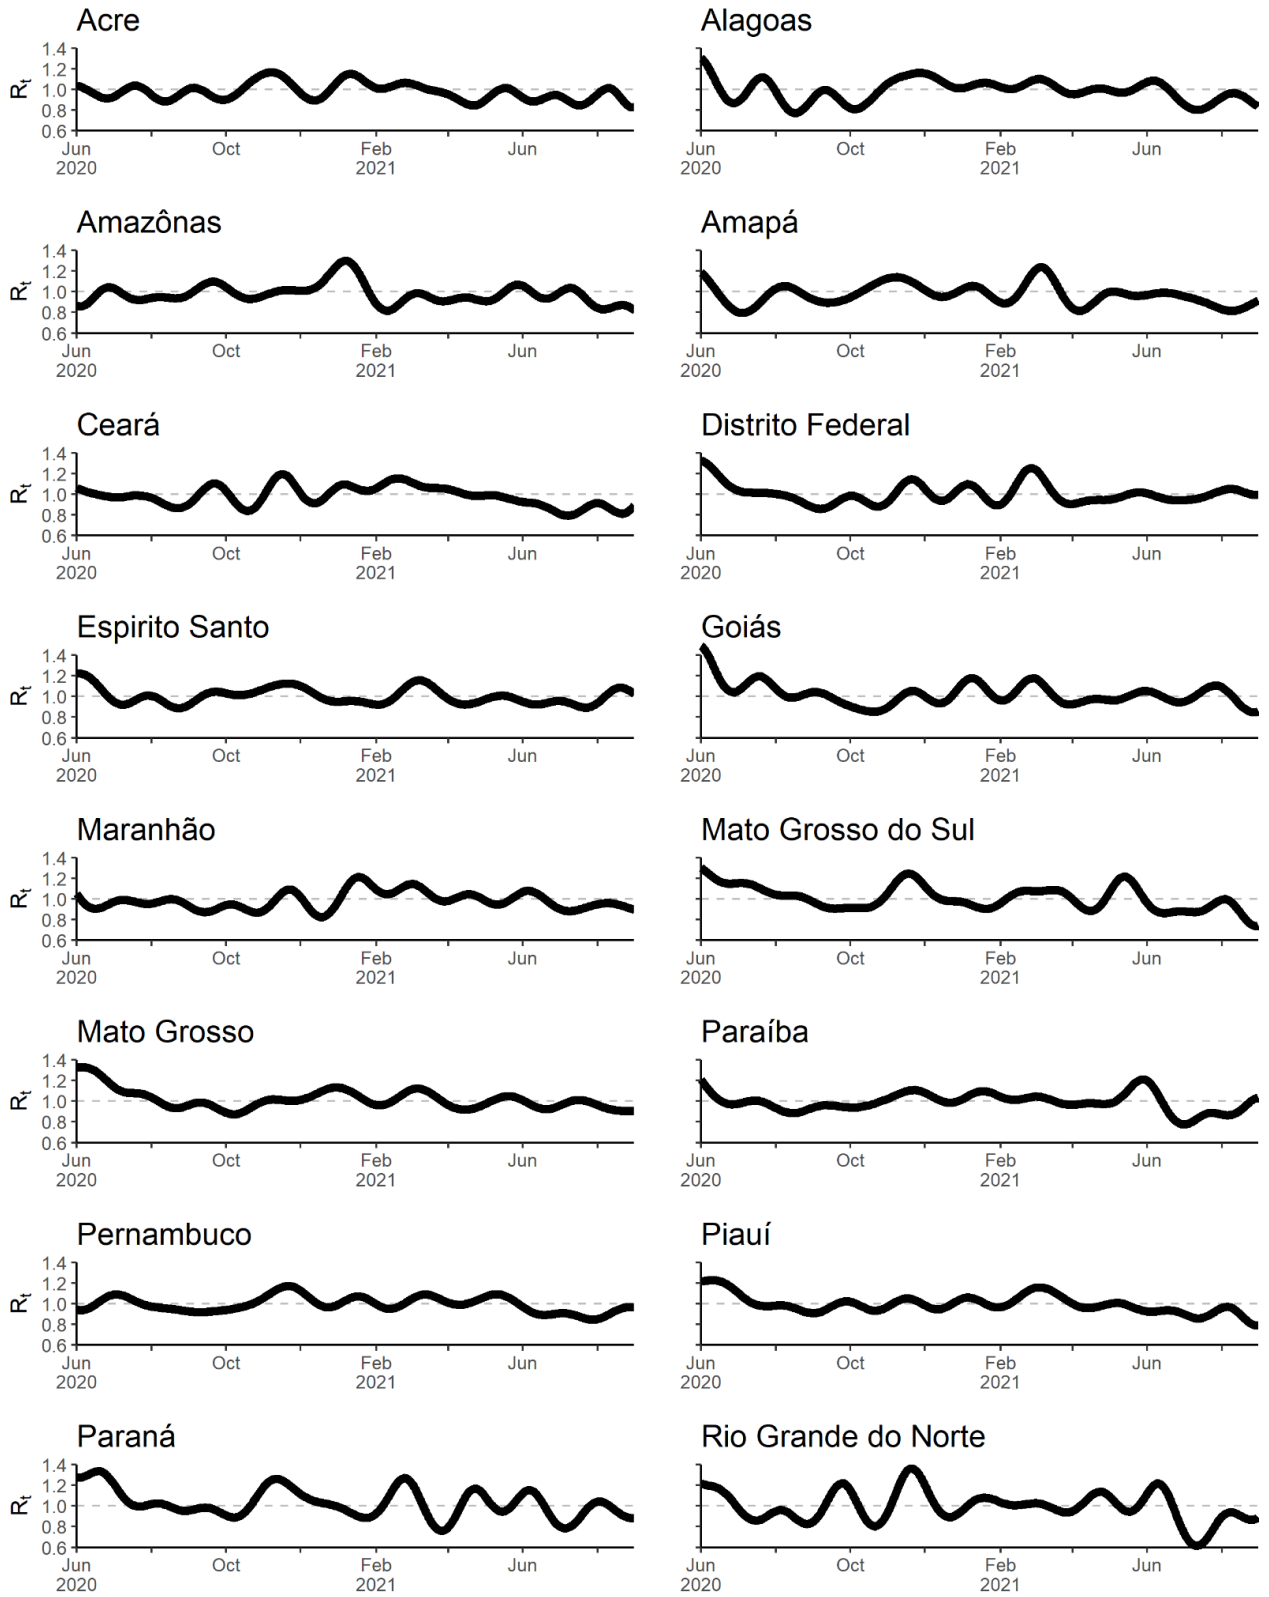 Acre
Alagoas
1.4
1.2
1.0
0.8
0.6
Rt
Jun Oct Feb Jun
2020 2021
Jun Oct Feb Jun
2020 2021
Amazônas
Amapá
1.4
1.2
1.0
0.8
0.6
Rt
Jun Oct Feb Jun
2020 2021
Jun Oct Feb Jun
2020 2021
Ceará
Distrito Federal
1.4
1.2
1.0
0.8
0.6
Rt
Jun Oct Feb Jun
2020 2021
Jun Oct Feb Jun
2020 2021
Espirito Santo
Goiás
1.4
1.2
1.0
0.8
0.6
Rt
Jun Oct Feb Jun
2020 2021
Jun Oct Feb Jun
2020 2021
Maranhão
Mato Grosso do Sul
1.4
1.2
1.0
0.8
0.6
Rt
Jun Oct Feb Jun
2020 2021
Jun Oct Feb Jun
2020 2021
Mato Grosso
Paraíba
1.4
1.2
1.0
0.8
0.6
Rt
Jun Oct Feb Jun
2020 2021
Jun Oct Feb Jun
2020 2021
Pernambuco
Piauí
1.4
1.2
1.0
0.8
0.6
Rt
Jun Oct Feb Jun
2020 2021
Jun Oct Feb Jun
2020 2021
Paraná
Rio Grande do Norte
1.4
1.2
1.0
0.8
0.6
Rt
Jun Oct Feb Jun
2020 2021
Jun Oct Feb Jun
2020 2021